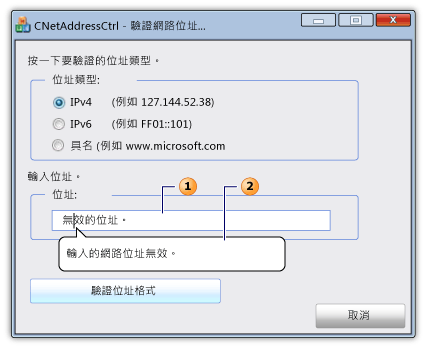 CNetAddressCtrl - 驗證網路位址...
按一下要驗證的位址類型。
位址類型:
IPv4 (例如 127.144.52.38)
IPv6 (例如 FF01::101)
具名 (例如 www.microsoft.com
輸入位址。
1
2
位址:
無效的位址。
輸入的網路位址無效。
驗證位址格式
取消